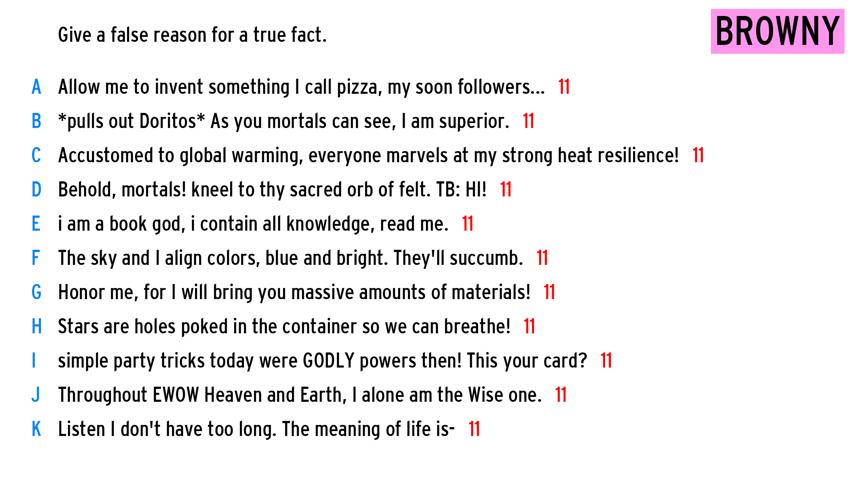 Give a false reason for a true fact.
BROWNY
A Allow me to invent something I call pizza, my soon followers... 11
B *pulls out Doritos* As you mortals can see, I am superior. 11
C Accustomed to global warming, everyone marvels at my strong heat resilience! 11
D Behold, mortals! kneel to thy sacred orb of felt. TB: HI! 11
E i am a book god, i contain all knowledge, read me. 11
F The sky and I align colors, blue and bright. They'll succumb. 11
G Honor me, for I will bring you massive amounts of materials! 11
H Stars are holes poked in the container so we can breathe! 11
I simple party tricks today were GODLY powers then! This your card? 11
J Throughout EWOW Heaven and Earth, I alone am the Wise one. 11
K Listen I don't have too long. The meaning of life is- 11